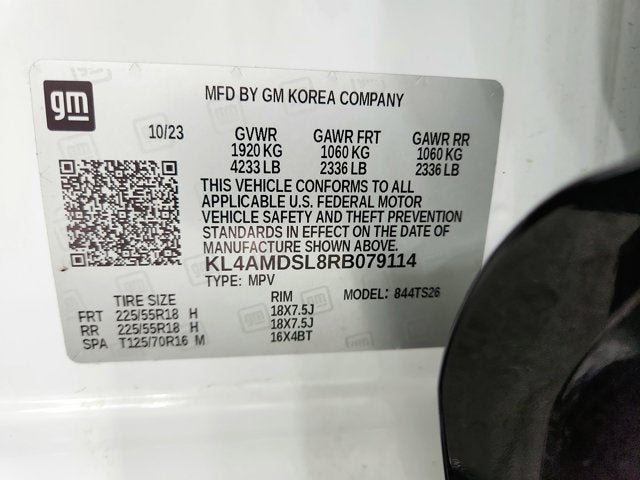 gm
MFD BY GM KOREA COMPANY
10/23 GVWR GAWR FRT GAWR RR
1920 KG 1060 KG 1060 KG
4233 LB 2336 LB 2336 LB
THIS VEHICLE CONFORMS TO ALL
APPLICABLE U.S. FEDERAL MOTOR
VEHICLE SAFETY AND THEFT PREVENTION
STANDARDS IN EFFECT ON THE DATE OF
MANUFACTURE SHOWN ABOVE.
KL4AMDSL8RB079114
TYPE: MPV
TIRE SIZE RIM MODEL: 844TS26
FRT 225/55R18 H 18X7.5J
RR 225/55R18 H 18X7.5J
SPA T125/70R16 M 16X4BT